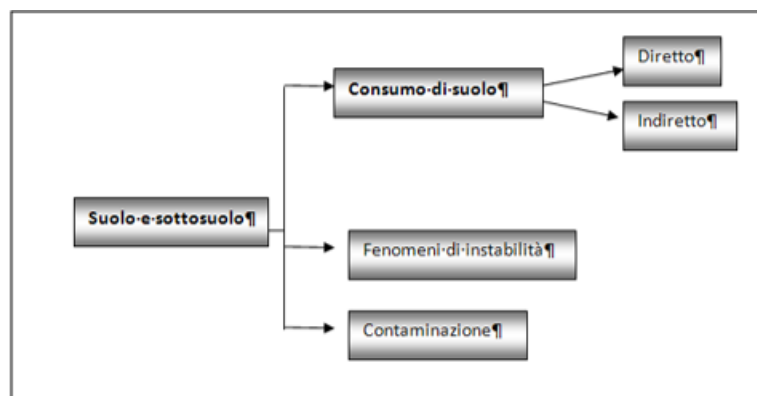 Diretto¶
Consumo·di·suolo¶
Indiretto¶
Suolo·e·sottosuolo¶
Fenomeni·di·instabilità¶
Contaminazione¶